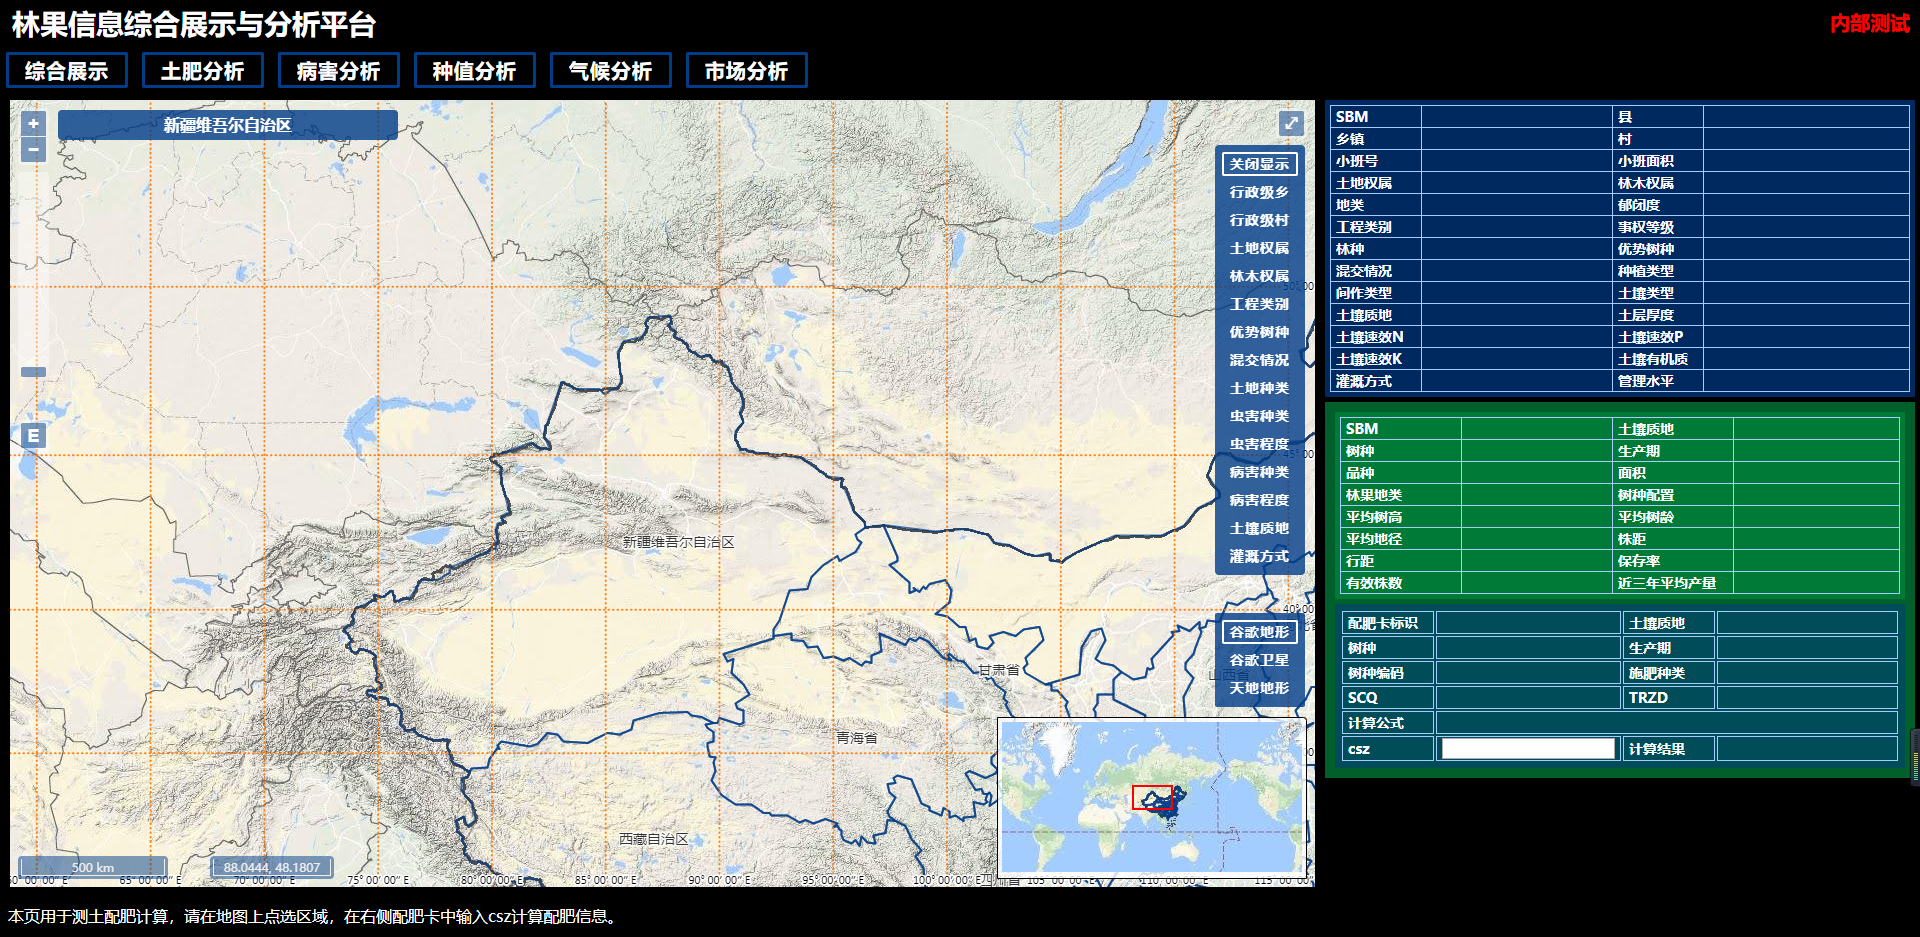 林果信息综合展示与分析平台
内部测试
综合展示 土肥分析 病害分析 种值分析 气候分析 市场分析
+
−
新疆维吾尔自治区
E
关闭显示
行政级乡
行政级村
土地权属
林木权属
工程类别
优势树种
混交情况
土地种类
虫害种类
虫害程度
病害种类
病害程度
土壤质地
灌溉方式
谷歌地形
谷歌卫星
天地地形
新疆维吾尔自治区
甘肃省
青海省
西藏自治区
500 km
88.0444, 48.1807
65° 00' 00" E
70° 00' 00" E
75° 00' 00" E
80° 00' 00" E
85° 00' 00" E
90° 00' 00" E
95° 00' 00" E
100° 00' 00" E
SBM 县
乡镇 村
小班号 小班面积
土地权属 林木权属
地类 郁闭度
工程类别 事权等级
林种 优势树种
混交情况 种植类型
间作类型 土壤类型
土壤质地 土层厚度
土壤速效N 土壤速效P
土壤速效K 土壤有机质
灌溉方式 管理水平
SBM 土壤质地
树种 生产期
品种 面积
林果地类 树种配置
平均树高 平均树龄
平均地径 株距
行距 保存率
有效株数 近三年平均产量
配肥卡标识 土壤质地
树种 生产期
树种编码 施肥种类
SCQ TRZD
计算公式
csz 计算结果
本页用于测土配肥计算，请在地图上点选区域，在右侧配肥卡中输入csz计算配肥信息。